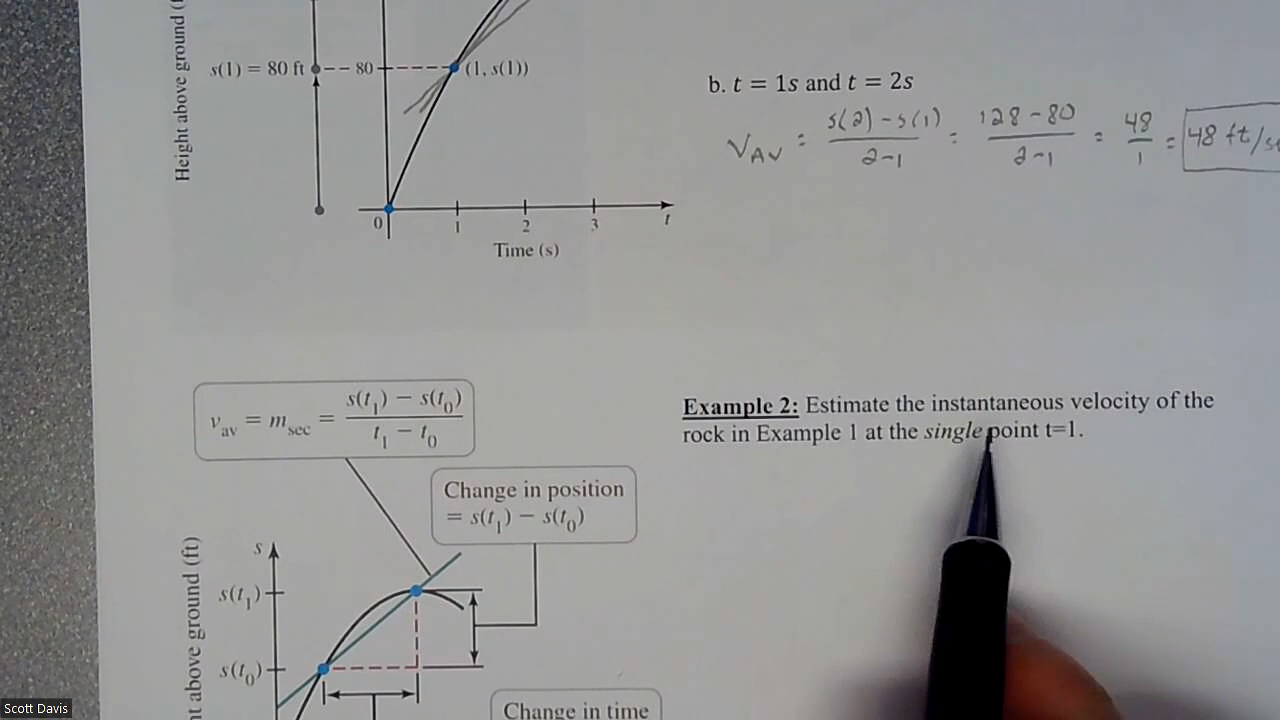 s(1) = 80 ft
80
(1, s(1))
0
1
2
3
t
Time (s)
Height above ground
b. t = 1s and t = 2s
VAV = s(2) - s(1) / 2-1 = 128 - 80 / 2-1 = 48 / 1 = 48 ft/s
vav = msec = s(t1) − s(t0) / t1 − t0
Change in position
= s(t1) − s(t0)
s
s(t1)
s(t0)
above ground (ft)
Change in time
Example 2: Estimate the instantaneous velocity of the
rock in Example 1 at the single point t=1.
Scott Davis